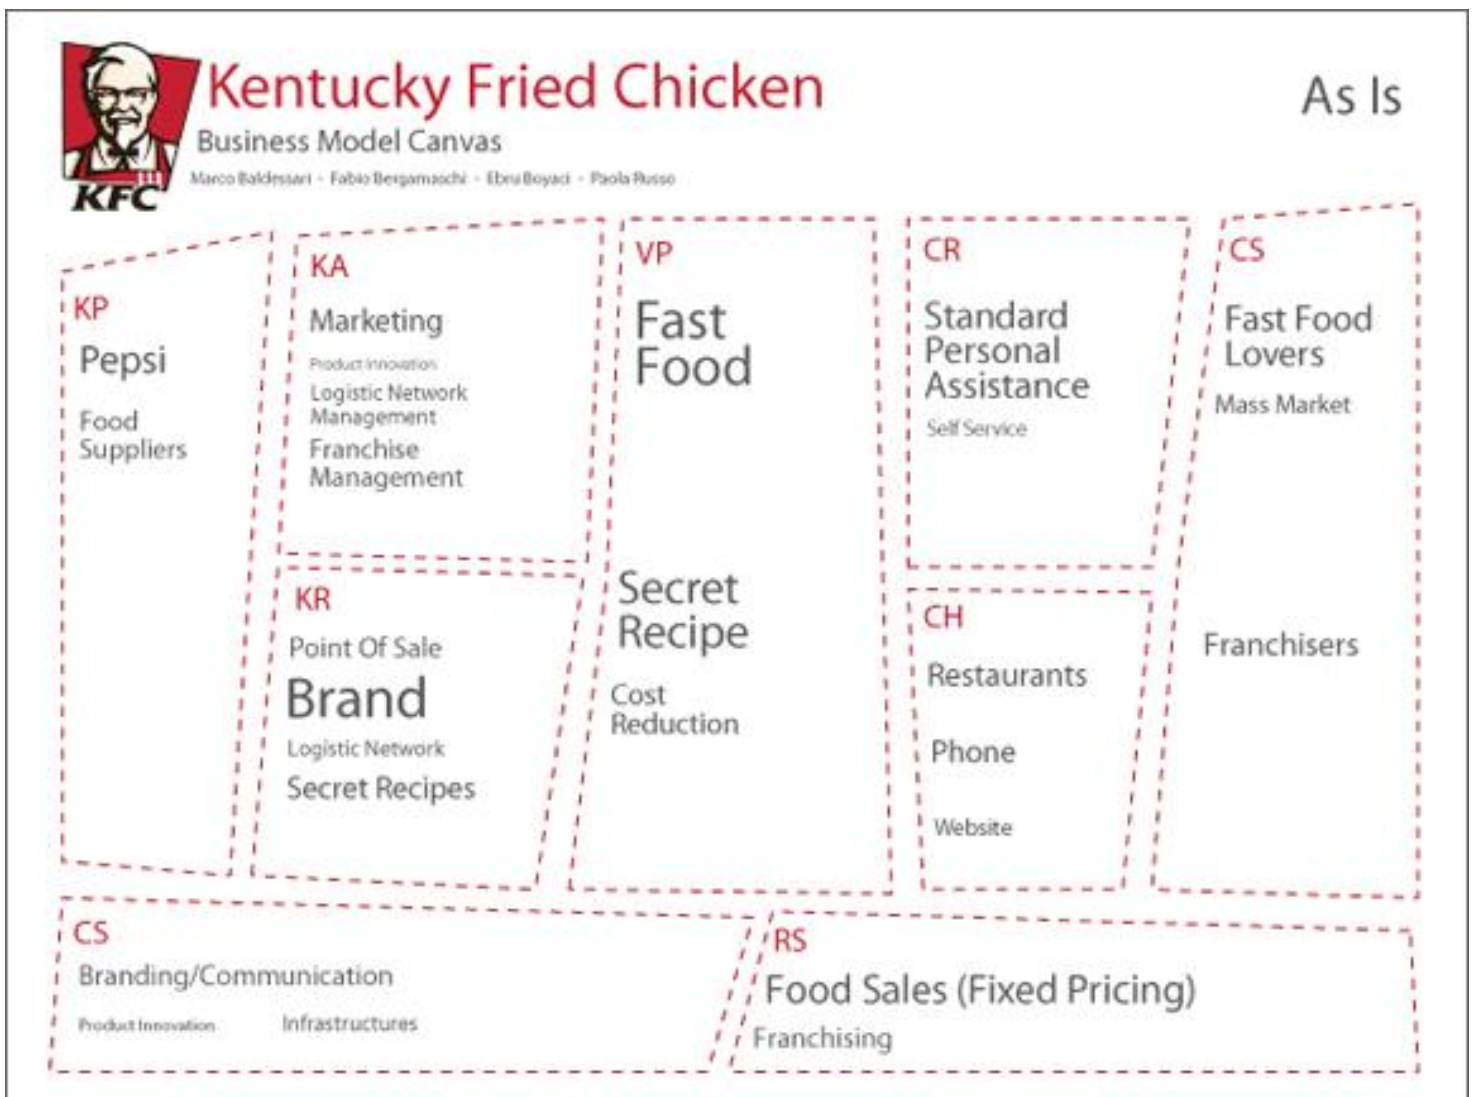 KFC
Kentucky Fried Chicken
As Is
Business Model Canvas
Marco Baldessari - Fabio Bergamaschi - Ebru Boyaci - Paola Russo
KP
Pepsi
Food
Suppliers
KA
Marketing
Product Innovation
Logistic Network
Management
Franchise
Management
KR
Point Of Sale
Brand
Logistic Network
Secret Recipes
VP
Fast
Food
Secret
Recipe
Cost
Reduction
CR
Standard
Personal
Assistance
Self Service
CH
Restaurants
Phone
Website
CS
Fast Food
Lovers
Mass Market
Franchisers
CS
Branding/Communication
Product Innovation Infrastructures
RS
Food Sales (Fixed Pricing)
Franchising